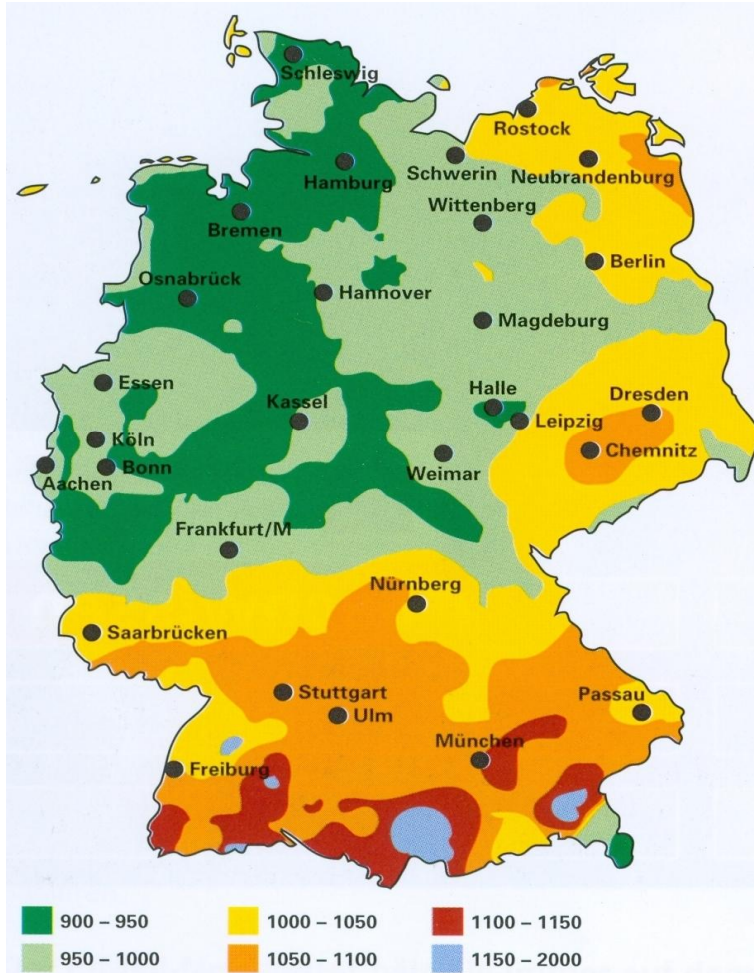 Schleswig
Rostock
Hamburg
Schwerin
Neubrandenburg
Wittenberg
Bremen
Berlin
Osnabrück
Hannover
Magdeburg
Essen
Halle
Dresden
Kassel
Leipzig
Köln
Chemnitz
Bonn
Weimar
Aachen
Frankfurt/M
Nürnberg
Saarbrücken
Stuttgart
Passau
Ulm
München
Freiburg
900 – 950
1000 – 1050
1100 – 1150
950 – 1000
1050 – 1100
1150 – 2000